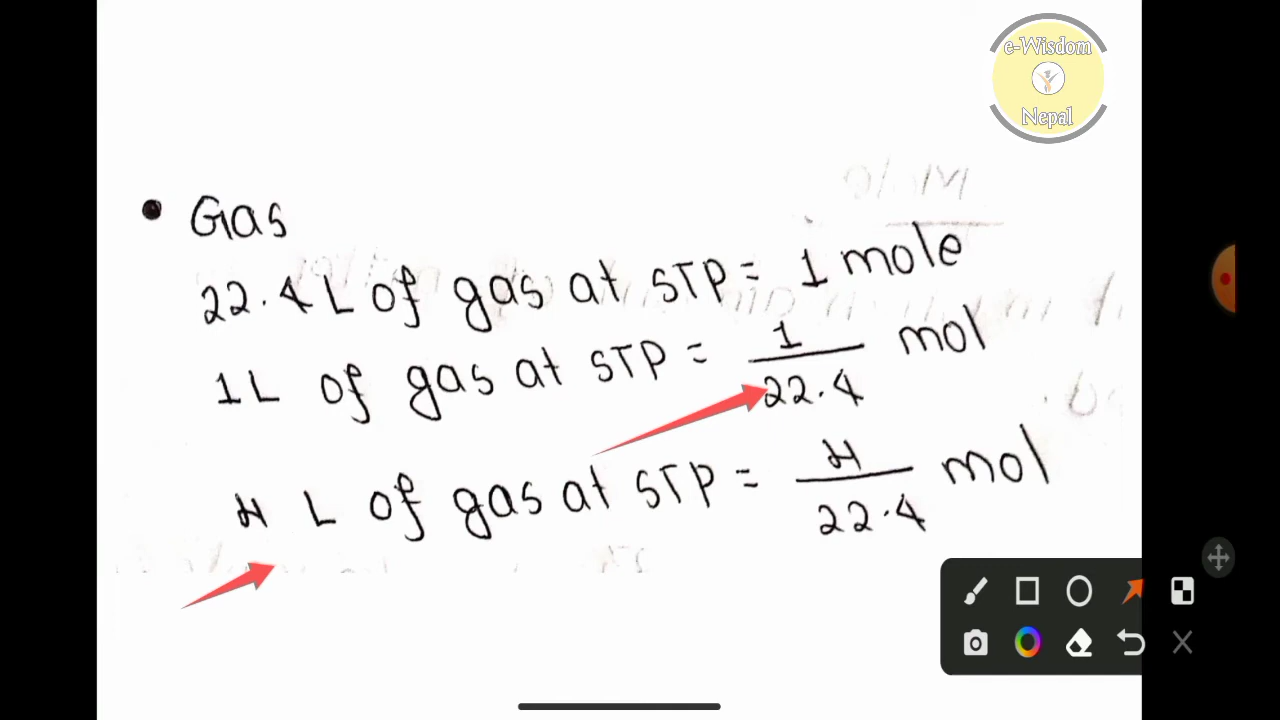 e-Wisdom
Nepal
• Gas
22.4 L of gas at STP = 1 mole
1 L of gas at STP = 1/22.4 mol
x L of gas at STP = x/22.4 mol